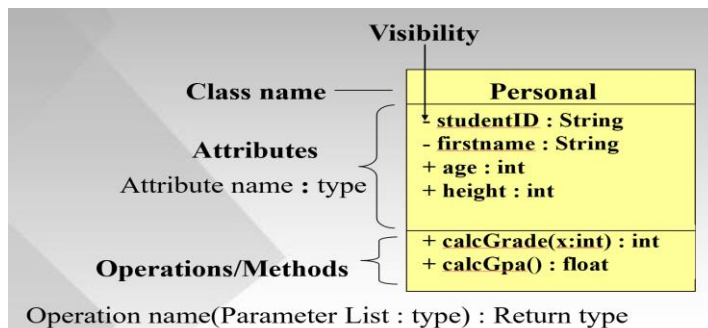 Visibility
Class name
Personal
- studentID : String
- firstname : String
Attributes
+ age : int
Attribute name : type
+ height : int
+ calcGrade(x:int) : int
Operations/Methods
+ calcGpa() : float
Operation name(Parameter List : type) : Return type